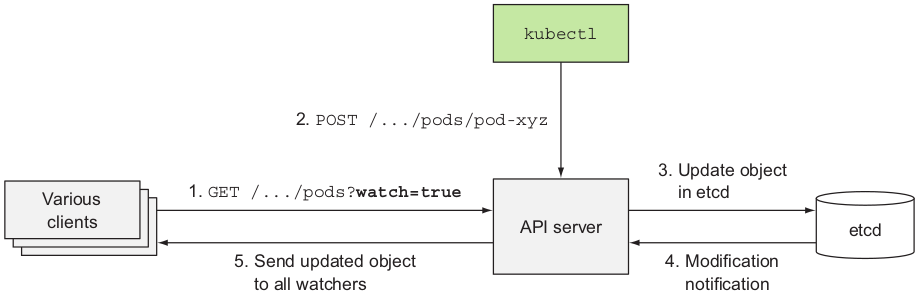 kubectl
2. POST /.../pods/pod-xyz
1. GET /.../pods?watch=true
3. Update object
in etcd
Various
clients
API server
etcd
5. Send updated object
to all watchers
4. Modification
notification